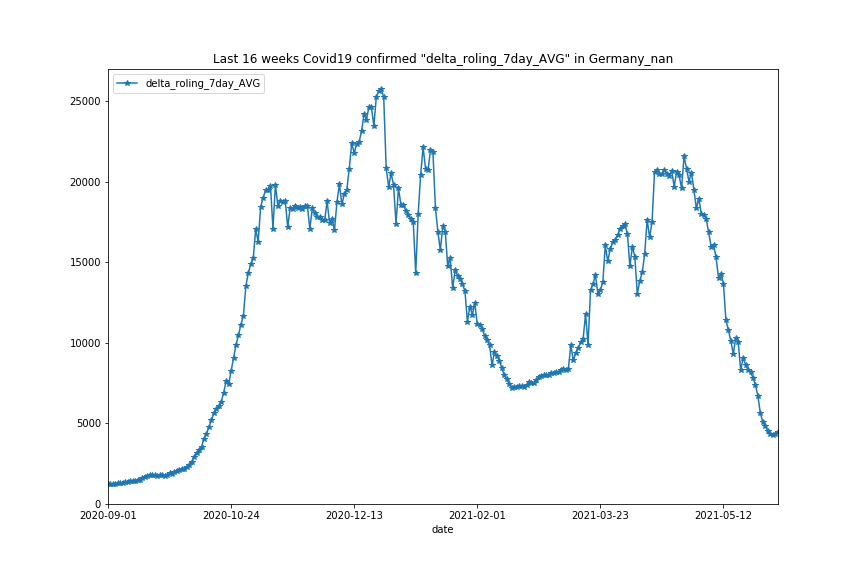 Last 16 weeks Covid19 confirmed "delta_roling_7day_AVG" in Germany_nan
delta_roling_7day_AVG
25000
20000
15000
10000
5000
0
2020-09-01 2020-10-24 2020-12-13 2021-02-01 2021-03-23 2021-05-12
date